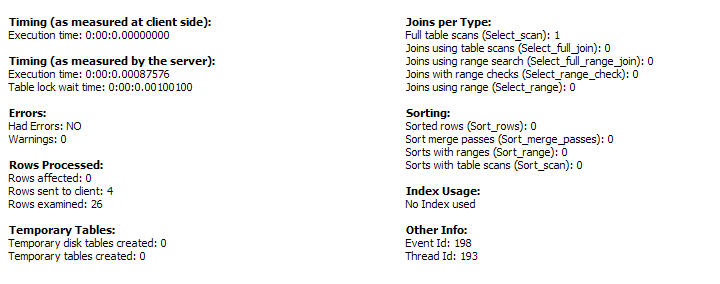 Timing (as measured at client side):
Execution time: 0:00:0.00000000
Timing (as measured by the server):
Execution time: 0:00:0.00087576
Table lock wait time: 0:00:0.00100100
Errors:
Had Errors: NO
Warnings: 0
Rows Processed:
Rows affected: 0
Rows sent to client: 4
Rows examined: 26
Temporary Tables:
Temporary disk tables created: 0
Temporary tables created: 0
Joins per Type:
Full table scans (Select_scan): 1
Joins using table scans (Select_full_join): 0
Joins using range search (Select_full_range_join): 0
Joins with range checks (Select_range_check): 0
Joins using range (Select_range): 0
Sorting:
Sorted rows (Sort_rows): 0
Sort merge passes (Sort_merge_passes): 0
Sorts with ranges (Sort_range): 0
Sorts with table scans (Sort_scan): 0
Index Usage:
No Index used
Other Info:
Event Id: 198
Thread Id: 193